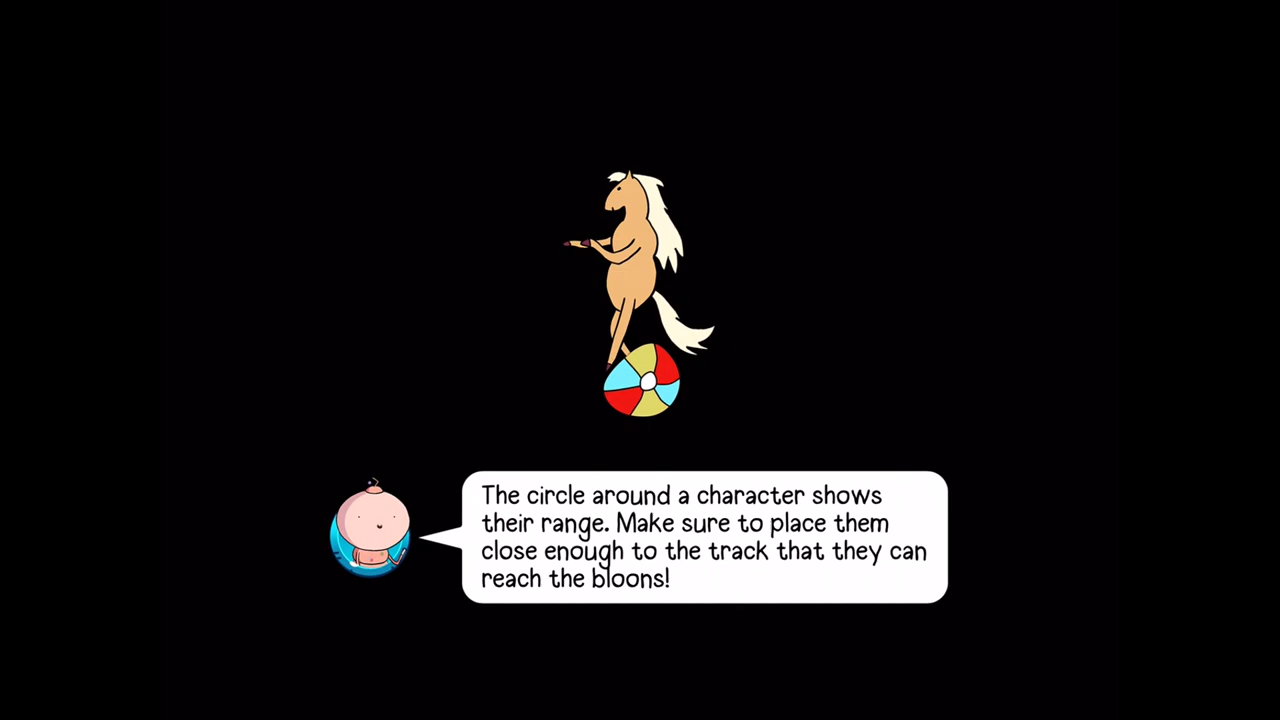 The circle around a character shows
their range. Make sure to place them
close enough to the track that they can
reach the bloons!